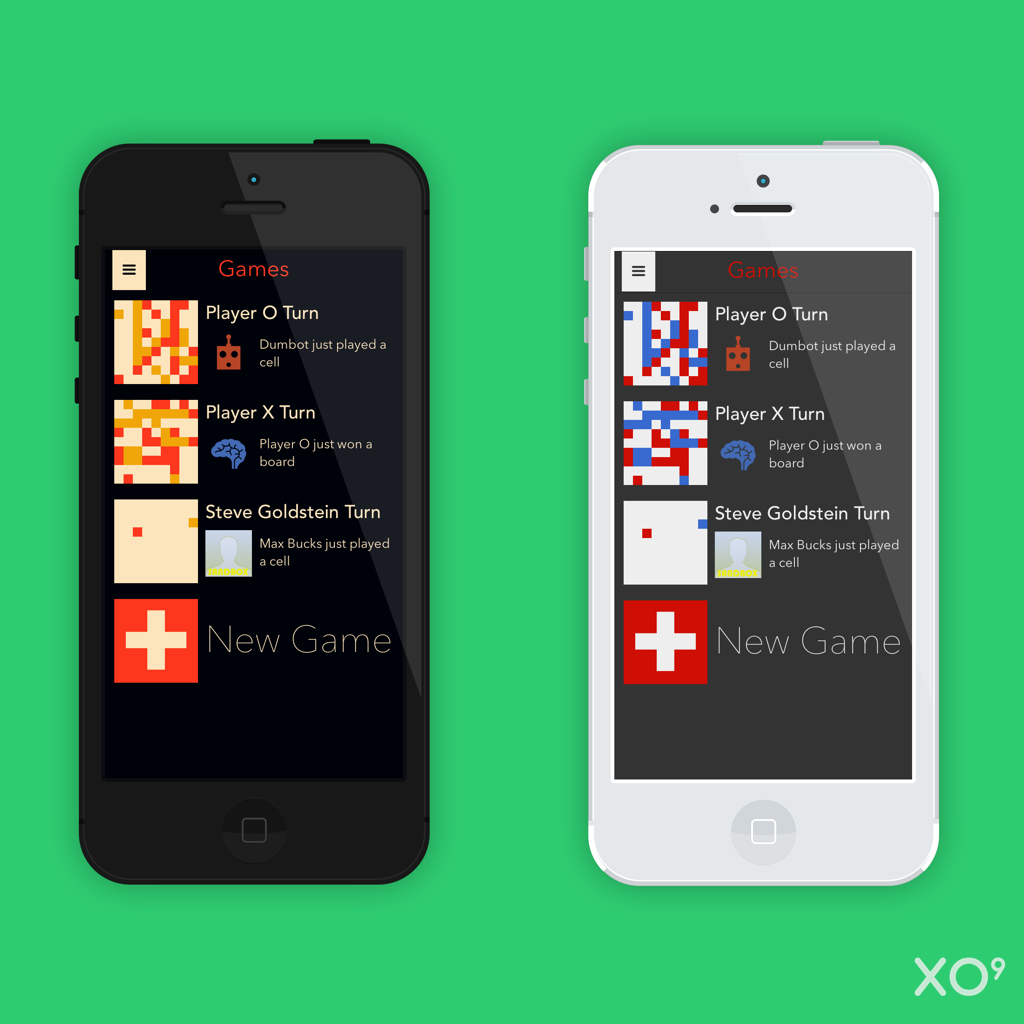 Games
Player O Turn
Dumbot just played a
cell
Player X Turn
Player O just won a
board
Steve Goldstein Turn
Max Bucks just played
a cell
New Game
Games
Player O Turn
Dumbot just played a
cell
Player X Turn
Player O just won a
board
Steve Goldstein Turn
Max Bucks just played
a cell
New Game
XO⁹